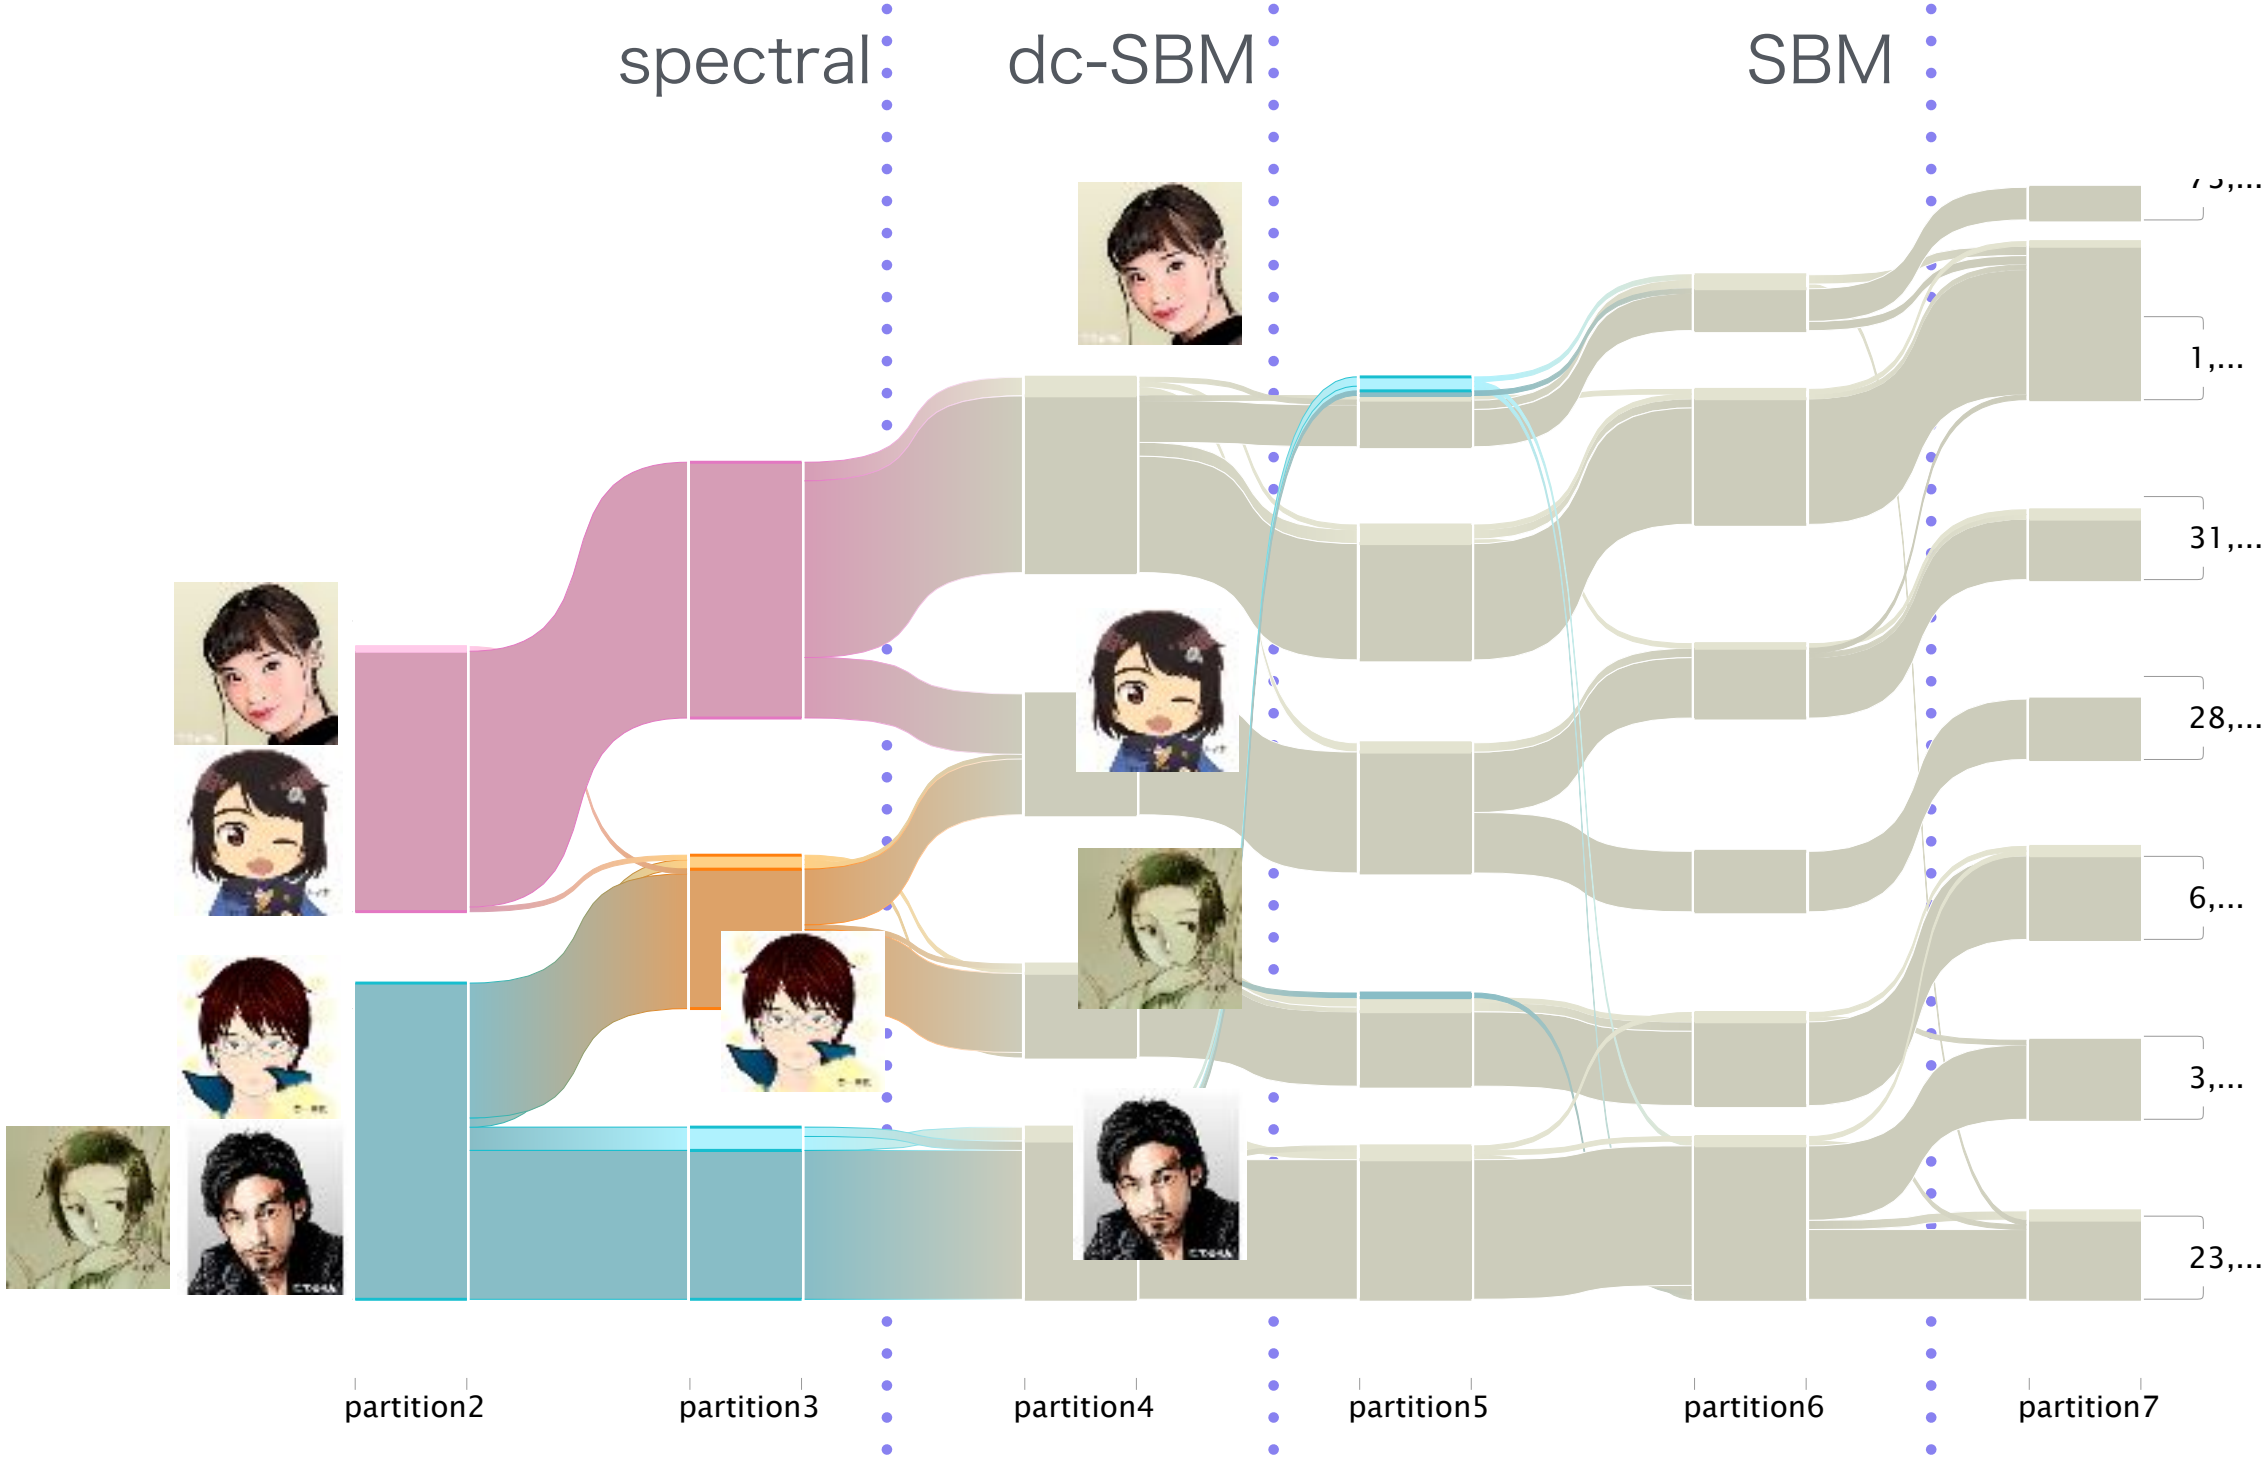 spectral
dc-SBM
SBM
1,...
31,...
28,...
6,...
3,...
23,...
partition2
partition3
partition4
partition5
partition6
partition7